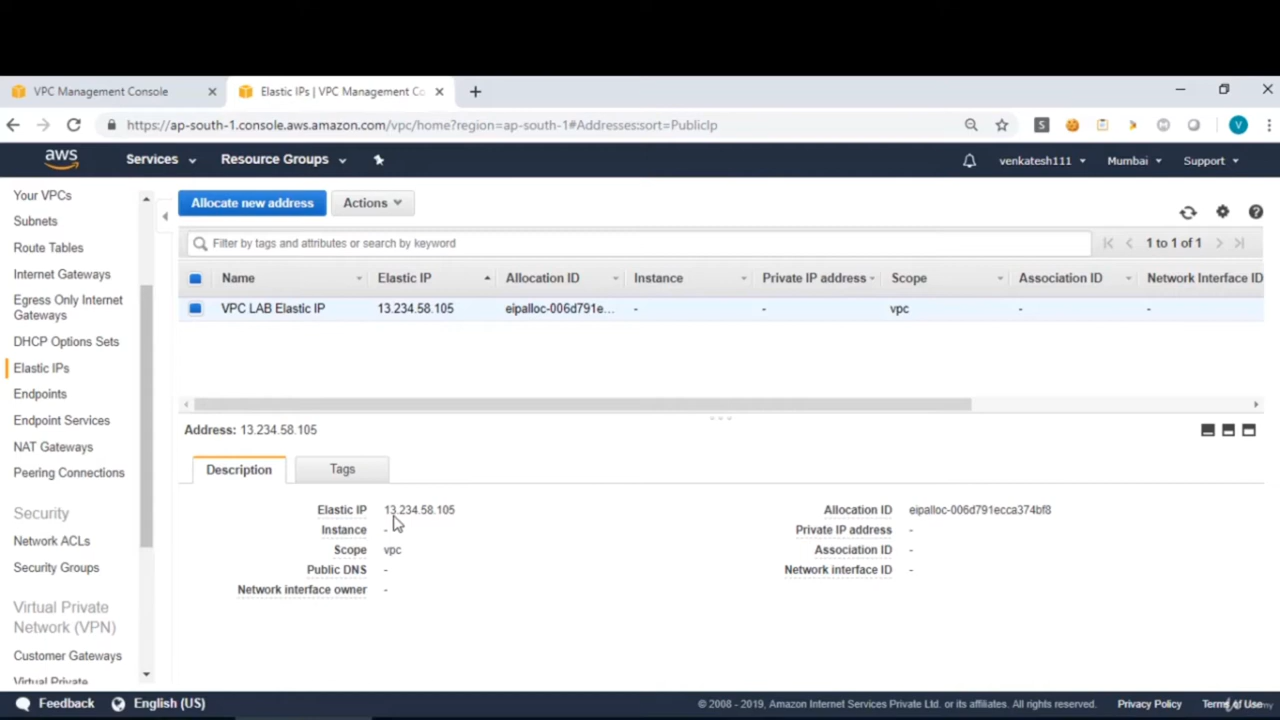 VPC Management Console
Elastic IPs | VPC Management Co
https://ap-south-1.console.aws.amazon.com/vpc/home?region=ap-south-1#Addresses:sort=PublicIp
S
V
aws
Services
Resource Groups
venkatesh111
Mumbai
Support
Your VPCs
Subnets
Route Tables
Internet Gateways
Egress Only Internet
Gateways
DHCP Options Sets
Elastic IPs
Endpoints
Endpoint Services
NAT Gateways
Peering Connections
Security
Network ACLs
Security Groups
Virtual Private
Network (VPN)
Customer Gateways
Virtual Private
Allocate new address
Actions
Filter by tags and attributes or search by keyword
1 to 1 of 1
Name Elastic IP Allocation ID Instance Private IP address Scope Association ID Network Interface ID
VPC LAB Elastic IP 13.234.58.105 eipalloc-006d791e... - - vpc - -
Address: 13.234.58.105
Description
Tags
Elastic IP 13.234.58.105
Instance -
Scope vpc
Public DNS -
Network interface owner -
Allocation ID eipalloc-006d791ecca374bf8
Private IP address -
Association ID -
Network interface ID -
Feedback
English (US)
© 2008 - 2019, Amazon Internet Services Private Ltd. or its affiliates. All rights reserved.
Privacy Policy
Terms of Use